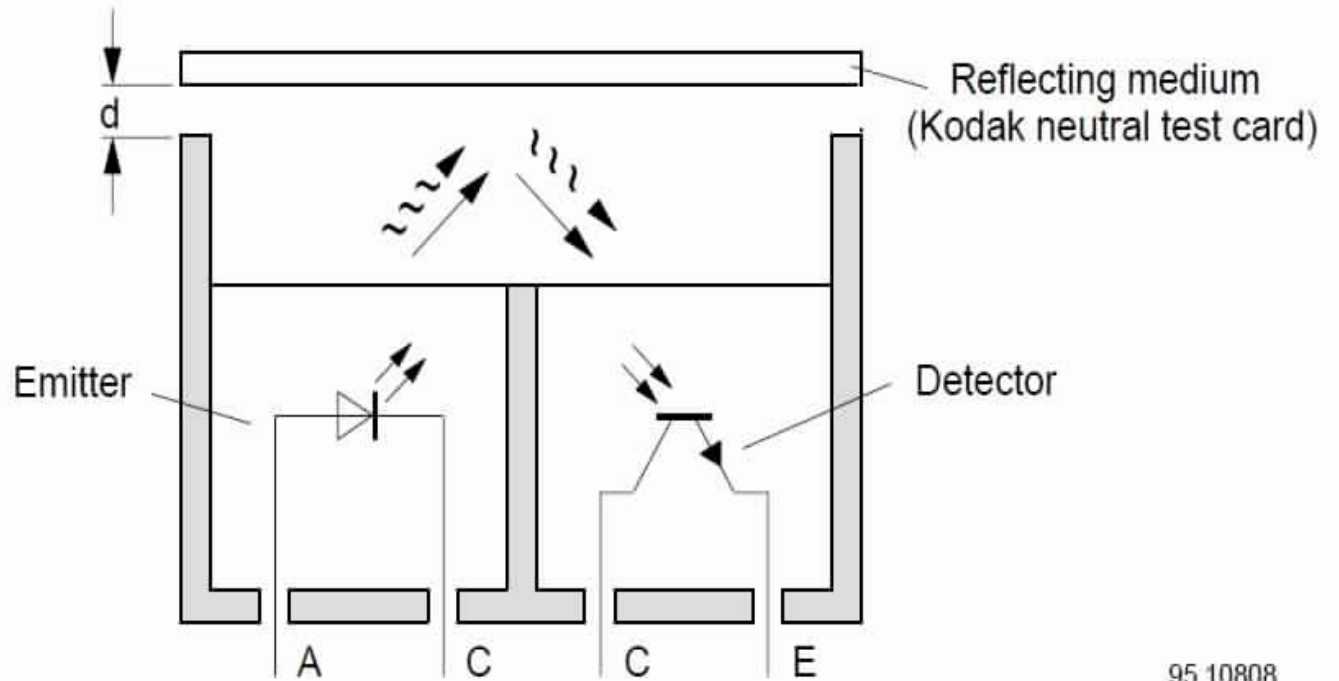 d
Reflecting medium
(Kodak neutral test card)
Emitter
Detector
A
C
C
E
95 10808